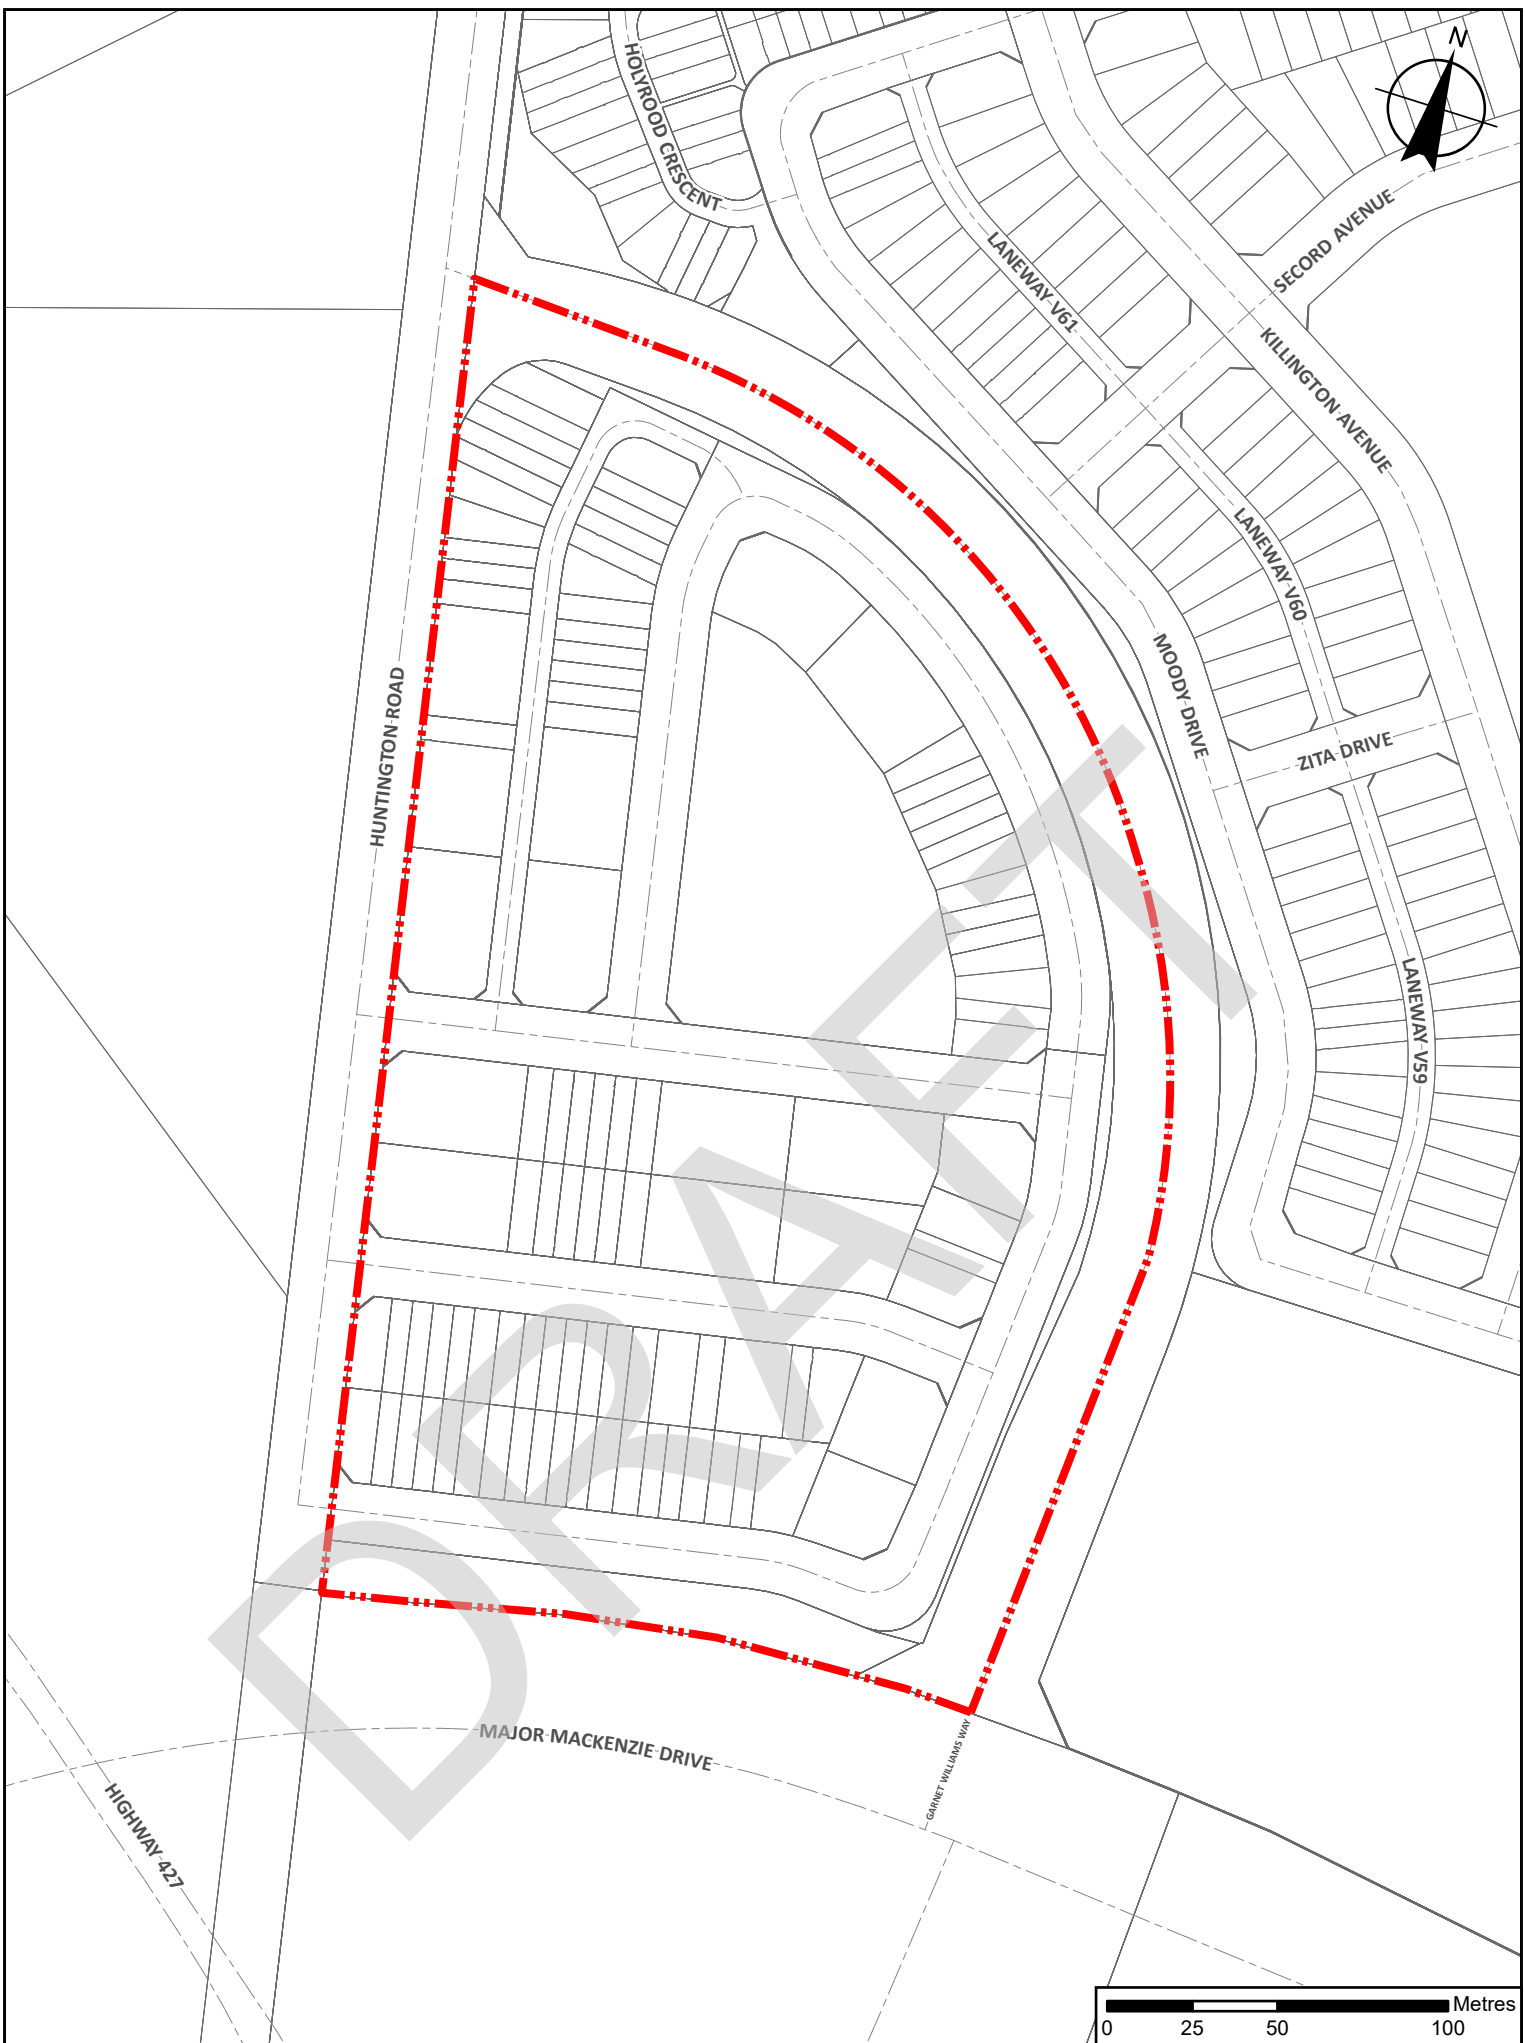 N
HOLYROOD CRESCENT
SECORD AVENUE
LANEWAY V61
KILLINGTON AVENUE
LANEWAY V60
MOODY DRIVE
HUNTINGTON ROAD
ZITA DRIVE
LANEWAY V59
DRAFT
MAJOR MACKENZIE DRIVE
GARNET WILLIAMS WAY
HIGHWAY 427
Metres
0 25 50 100